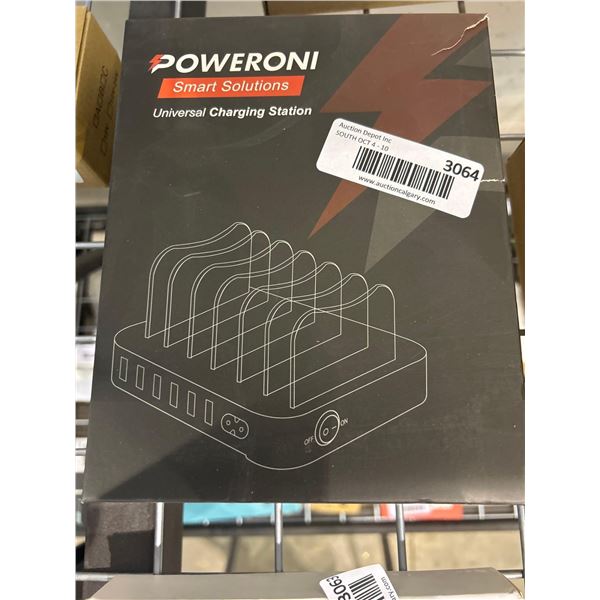 POWERONI
Smart Solutions
Universal Charging Station
Auction Depot Inc
SOUTH OCT 4 - 10
3064
www.auctioncalgary.com
OFF
ON
3063